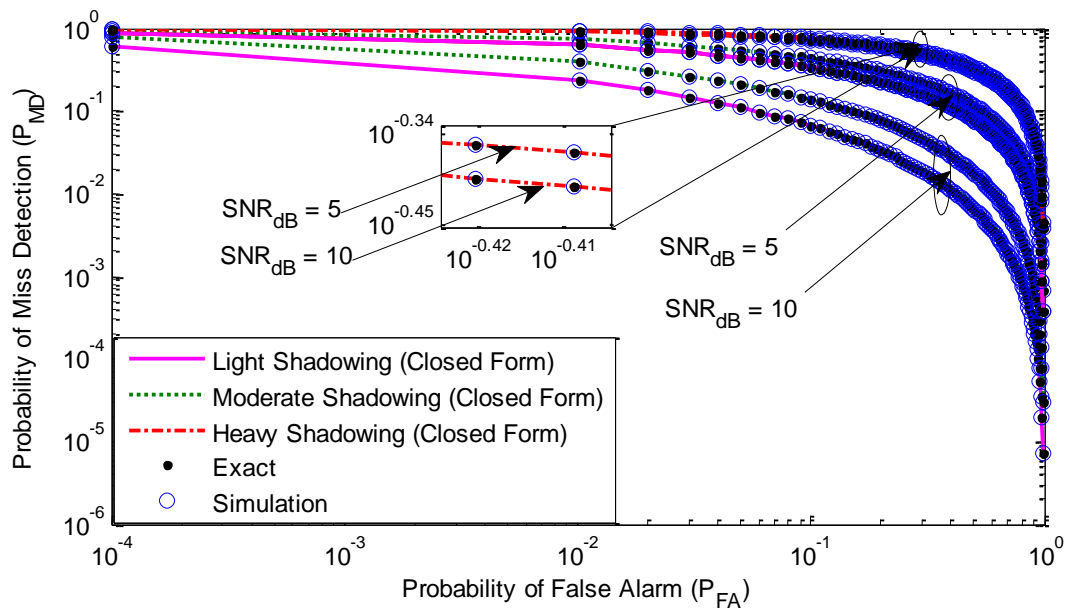 Probability of Miss Detection (P_MD)
10^0
10^-1
10^-2
10^-3
10^-4
10^-5
10^-6
10^-0.34
10^-0.45
10^-0.42 10^-0.41
SNR_dB = 5
SNR_dB = 10
SNR_dB = 5
SNR_dB = 10
Light Shadowing (Closed Form)
Moderate Shadowing (Closed Form)
Heavy Shadowing (Closed Form)
Exact
Simulation
10^-4 10^-3 10^-2 10^-1 10^0
Probability of False Alarm (P_FA)